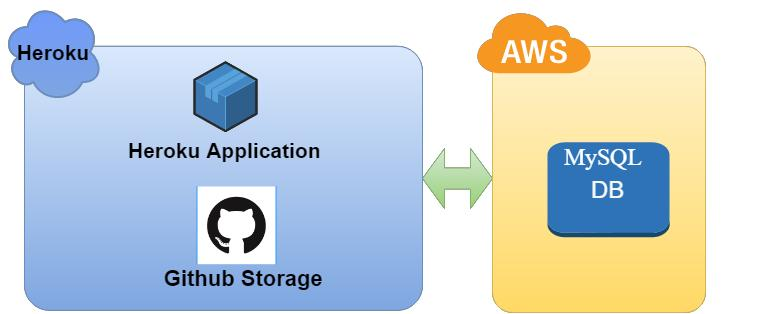 Heroku
Heroku Application
Github Storage
AWS
MySQL
DB